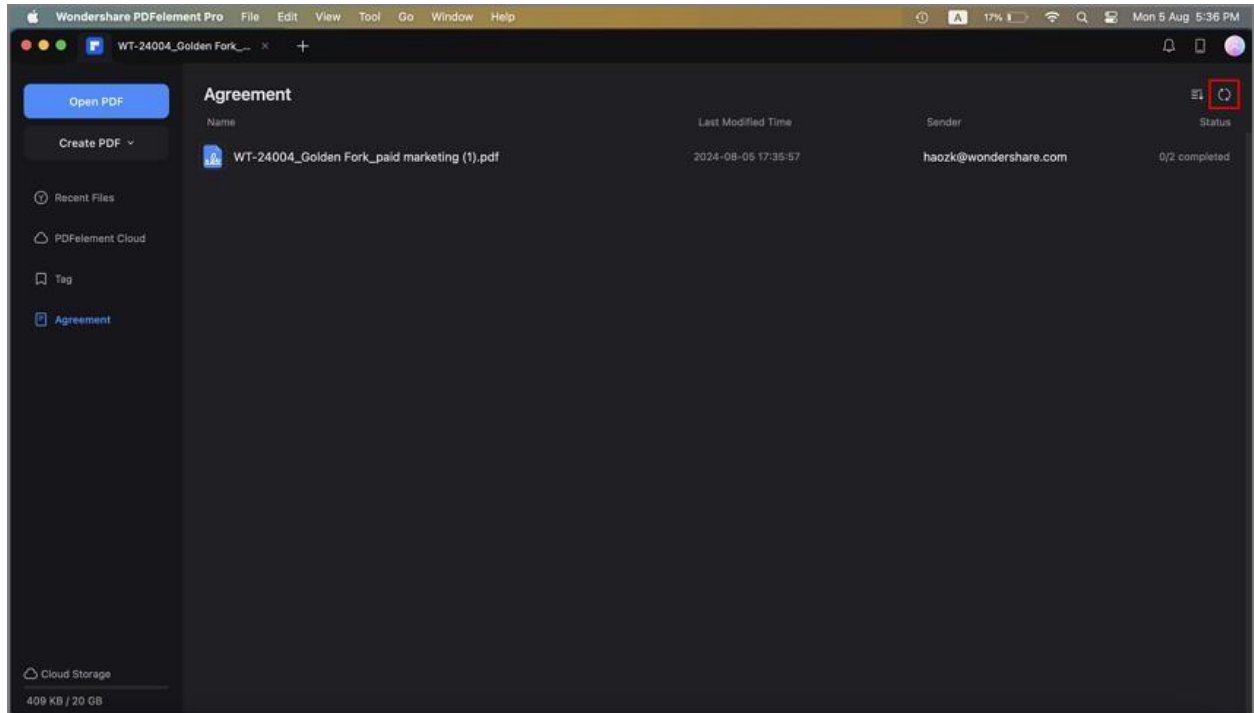 Wondershare PDFelement Pro File Edit View Tool Go Window Help A 17% Mon 5 Aug 5:36 PM
WT-24004_Golden Fork_... × +
Open PDF
Create PDF
Recent Files
PDFelement Cloud
Tag
Agreement
Cloud Storage
409 KB / 20 GB
Agreement
Name Last Modified Time Sender Status
WT-24004_Golden Fork_paid marketing (1).pdf 2024-08-05 17:35:57 haozk@wondershare.com 0/2 completed